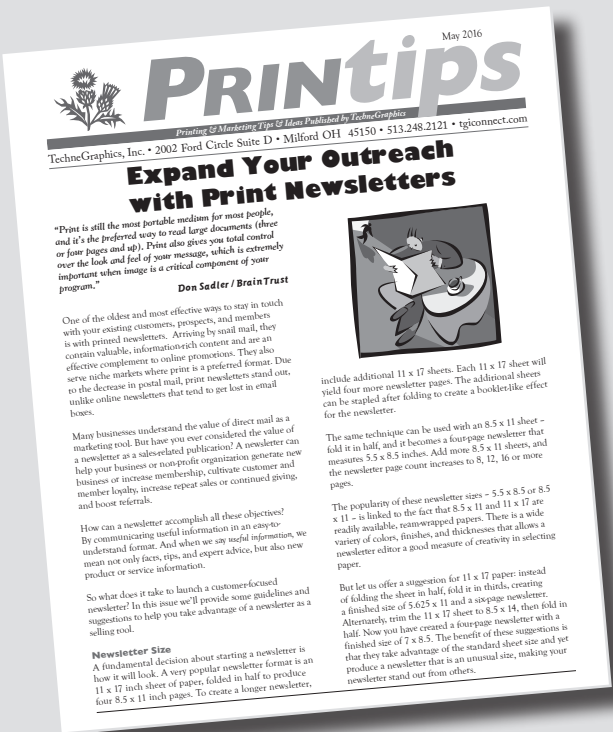 May 2016
PRINtips
Printing & Marketing Tips & Ideas Published by TechneGraphics
TechneGraphics, Inc. • 2002 Ford Circle Suite D • Milford OH 45150 • 513.248.2121 • tgiconnect.com
Expand Your Outreach
with Print Newsletters
"Print is still the most portable medium for most people,
and it's the preferred way to read large documents (three
or four pages and up). Print also gives you total control
over the look and feel of your message, which is extremely
important when image is a critical component of your
program."
Don Sadler / BrainTrust
One of the oldest and most effective ways to stay in touch
with your existing customers, prospects, and members
is with printed newsletters. Arriving by snail mail, they
contain valuable, information-rich content and are an
effective complement to online promotions. They also
serve niche markets where print is a preferred format. Due
to the decrease in postal mail, print newsletters stand out,
unlike online newsletters that tend to get lost in email
boxes.
Many businesses understand the value of direct mail as a
marketing tool. But have you ever considered the value of
a newsletter as a sales-related publication? A newsletter can
help your business or non-profit organization generate new
business or increase membership, cultivate customer and
member loyalty, increase repeat sales or continued giving,
and boost referrals.
How can a newsletter accomplish all these objectives?
By communicating useful information in an easy-to-
understand format. And when we say useful information, we
mean not only facts, tips, and expert advice, but also new
product or service information.
So what does it take to launch a customer-focused
newsletter? In this issue we'll provide some guidelines and
suggestions to help you take advantage of a newsletter as a
selling tool.
Newsletter Size
A fundamental decision about starting a newsletter is
how it will look. A very popular newsletter format is an
11 x 17 inch sheet of paper, folded in half to produce
four 8.5 x 11 inch pages. To create a longer newsletter,
include additional 11 x 17 sheets. Each 11 x 17 sheet will
yield four more newsletter pages. The additional sheets
can be stapled after folding to create a booklet-like effect
for the newsletter.
The same technique can be used with an 8.5 x 11 sheet –
fold it in half, and it becomes a four-page newsletter that
measures 5.5 x 8.5 inches. Add more 8.5 x 11 sheets, and
the newsletter page count increases to 8, 12, 16 or more
pages.
The popularity of these newsletter sizes – 5.5 x 8.5 or 8.5
x 11 – is linked to the fact that 8.5 x 11 and 11 x 17 are
readily available, ream-wrapped papers. There is a wide
variety of colors, finishes, and thicknesses that allows a
newsletter editor a good measure of creativity in selecting
paper.
But let us offer a suggestion for 11 x 17 paper: instead
of folding the sheet in half, fold it in thirds, creating
a finished size of 5.625 x 11 and a six-page newsletter.
Alternately, trim the 11 x 17 sheet to 8.5 x 14, then fold in
half. Now you have created a four-page newsletter with a
finished size of 7 x 8.5. The benefit of these suggestions is
that they take advantage of the standard sheet size and yet
produce a newsletter that is an unusual size, making your
newsletter stand out from others.